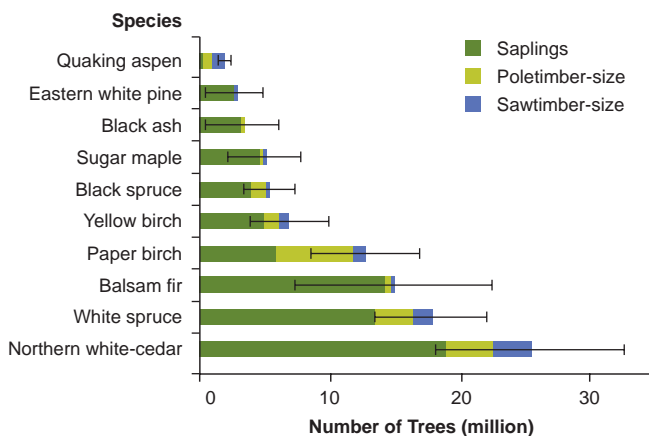 Species
Quaking aspen
Eastern white pine
Black ash
Sugar maple
Black spruce
Yellow birch
Paper birch
Balsam fir
White spruce
Northern white-cedar
Saplings
Poletimber-size
Sawtimber-size
0 10 20 30
Number of Trees (million)